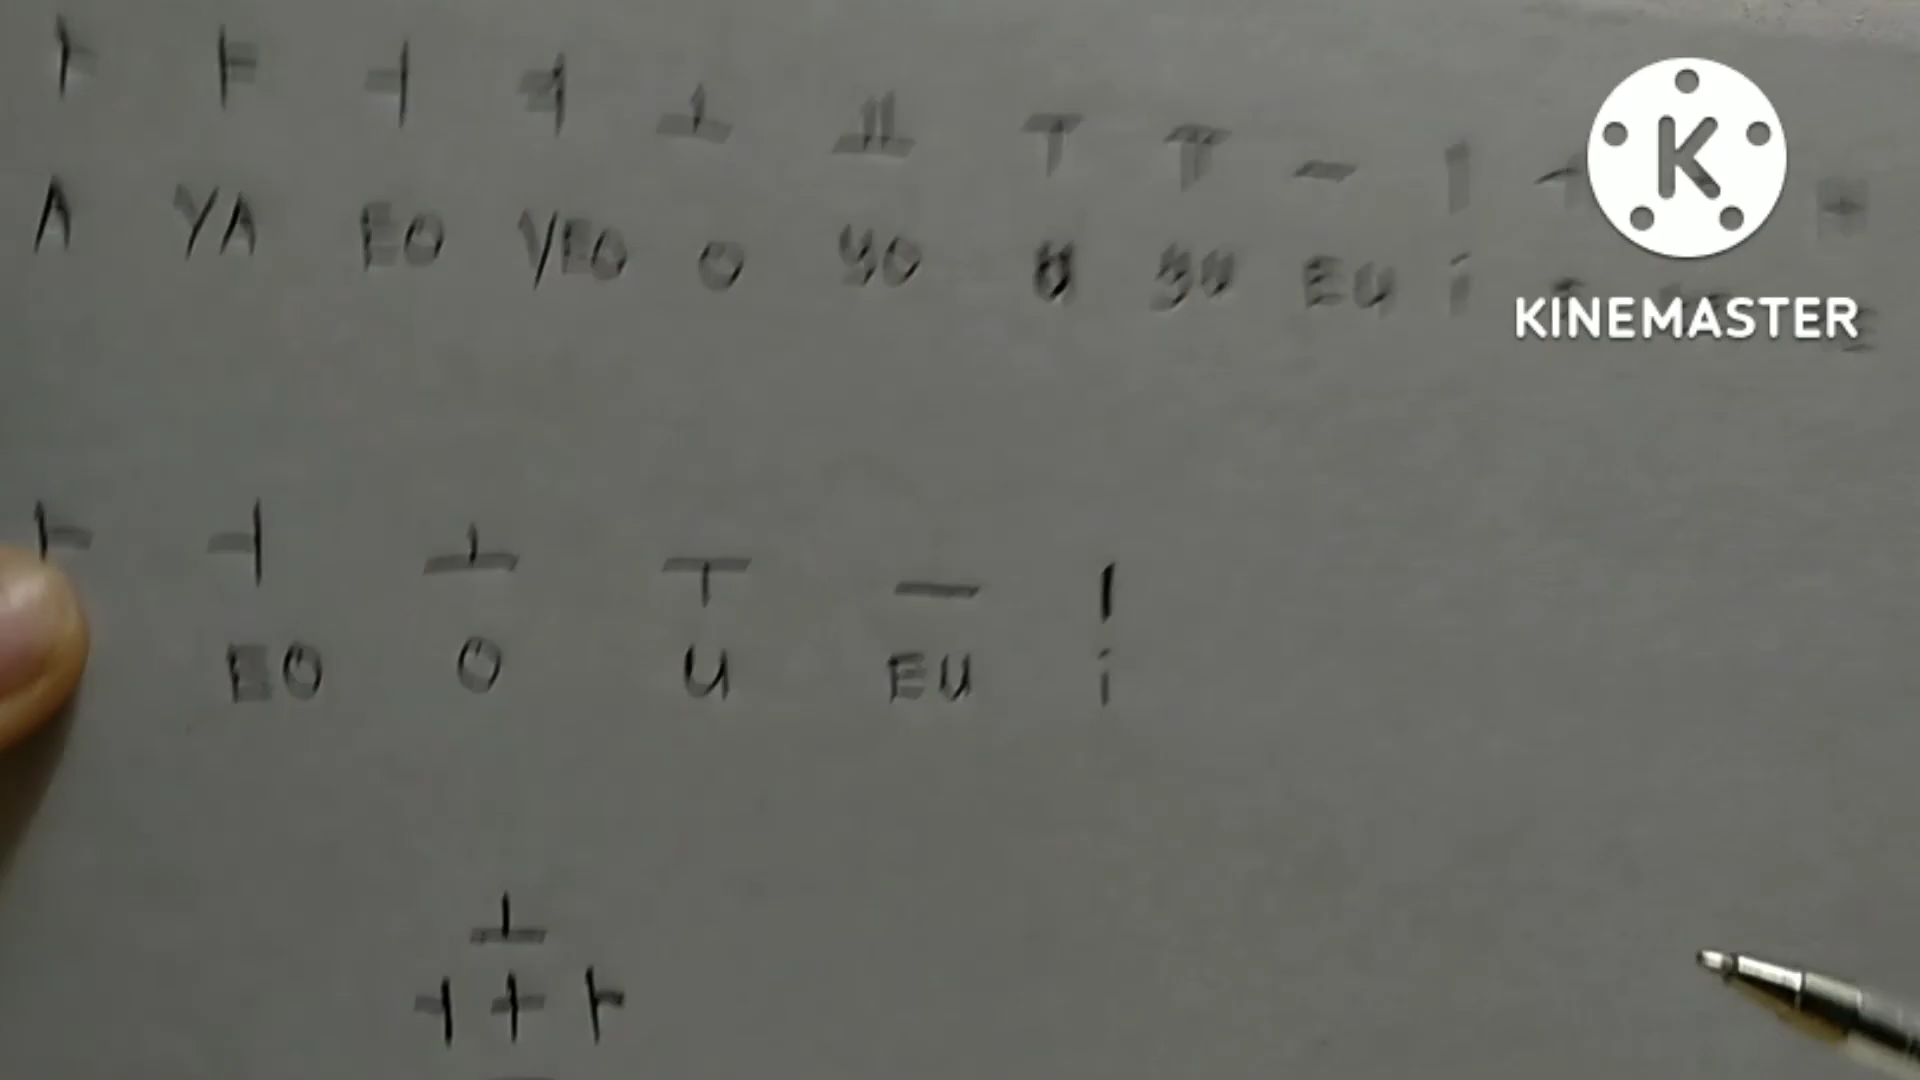 ㅏ ㅑ ㅓ ㅕ ㅗ ㅛ ㅜ ㅠ ㅡ ㅣ
A YA EO YEO O yO U yU EU i
KINEMASTER
ㅏ ㅓ ㅗ ㅜ ㅡ ㅣ
EO O U EU i
ㅗ
ㅓ + ㅏ